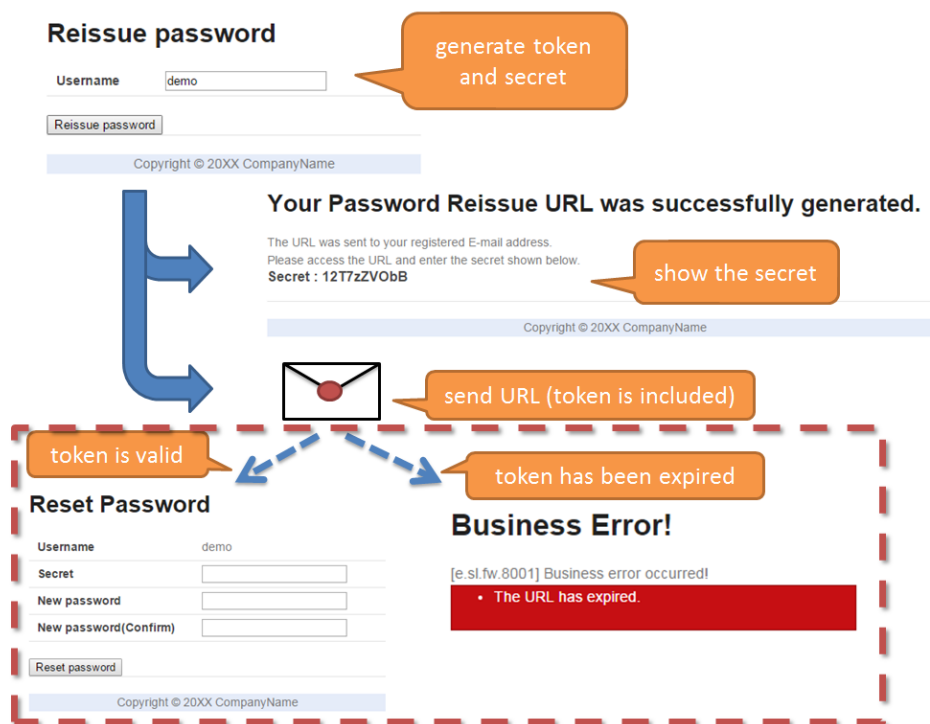 Reissue password
generate token
and secret
Username demo
Reissue password
Copyright © 20XX CompanyName
Your Password Reissue URL was successfully generated.
The URL was sent to your registered E-mail address.
Please access the URL and enter the secret shown below.
Secret : 12T7zZVObB
show the secret
Copyright © 20XX CompanyName
send URL (token is included)
token is valid
token has been expired
Reset Password
Username demo
Secret
New password
New password(Confirm)
Reset password
Copyright © 20XX CompanyName
Business Error!
[e.sl.fw.8001] Business error occurred!
• The URL has expired.